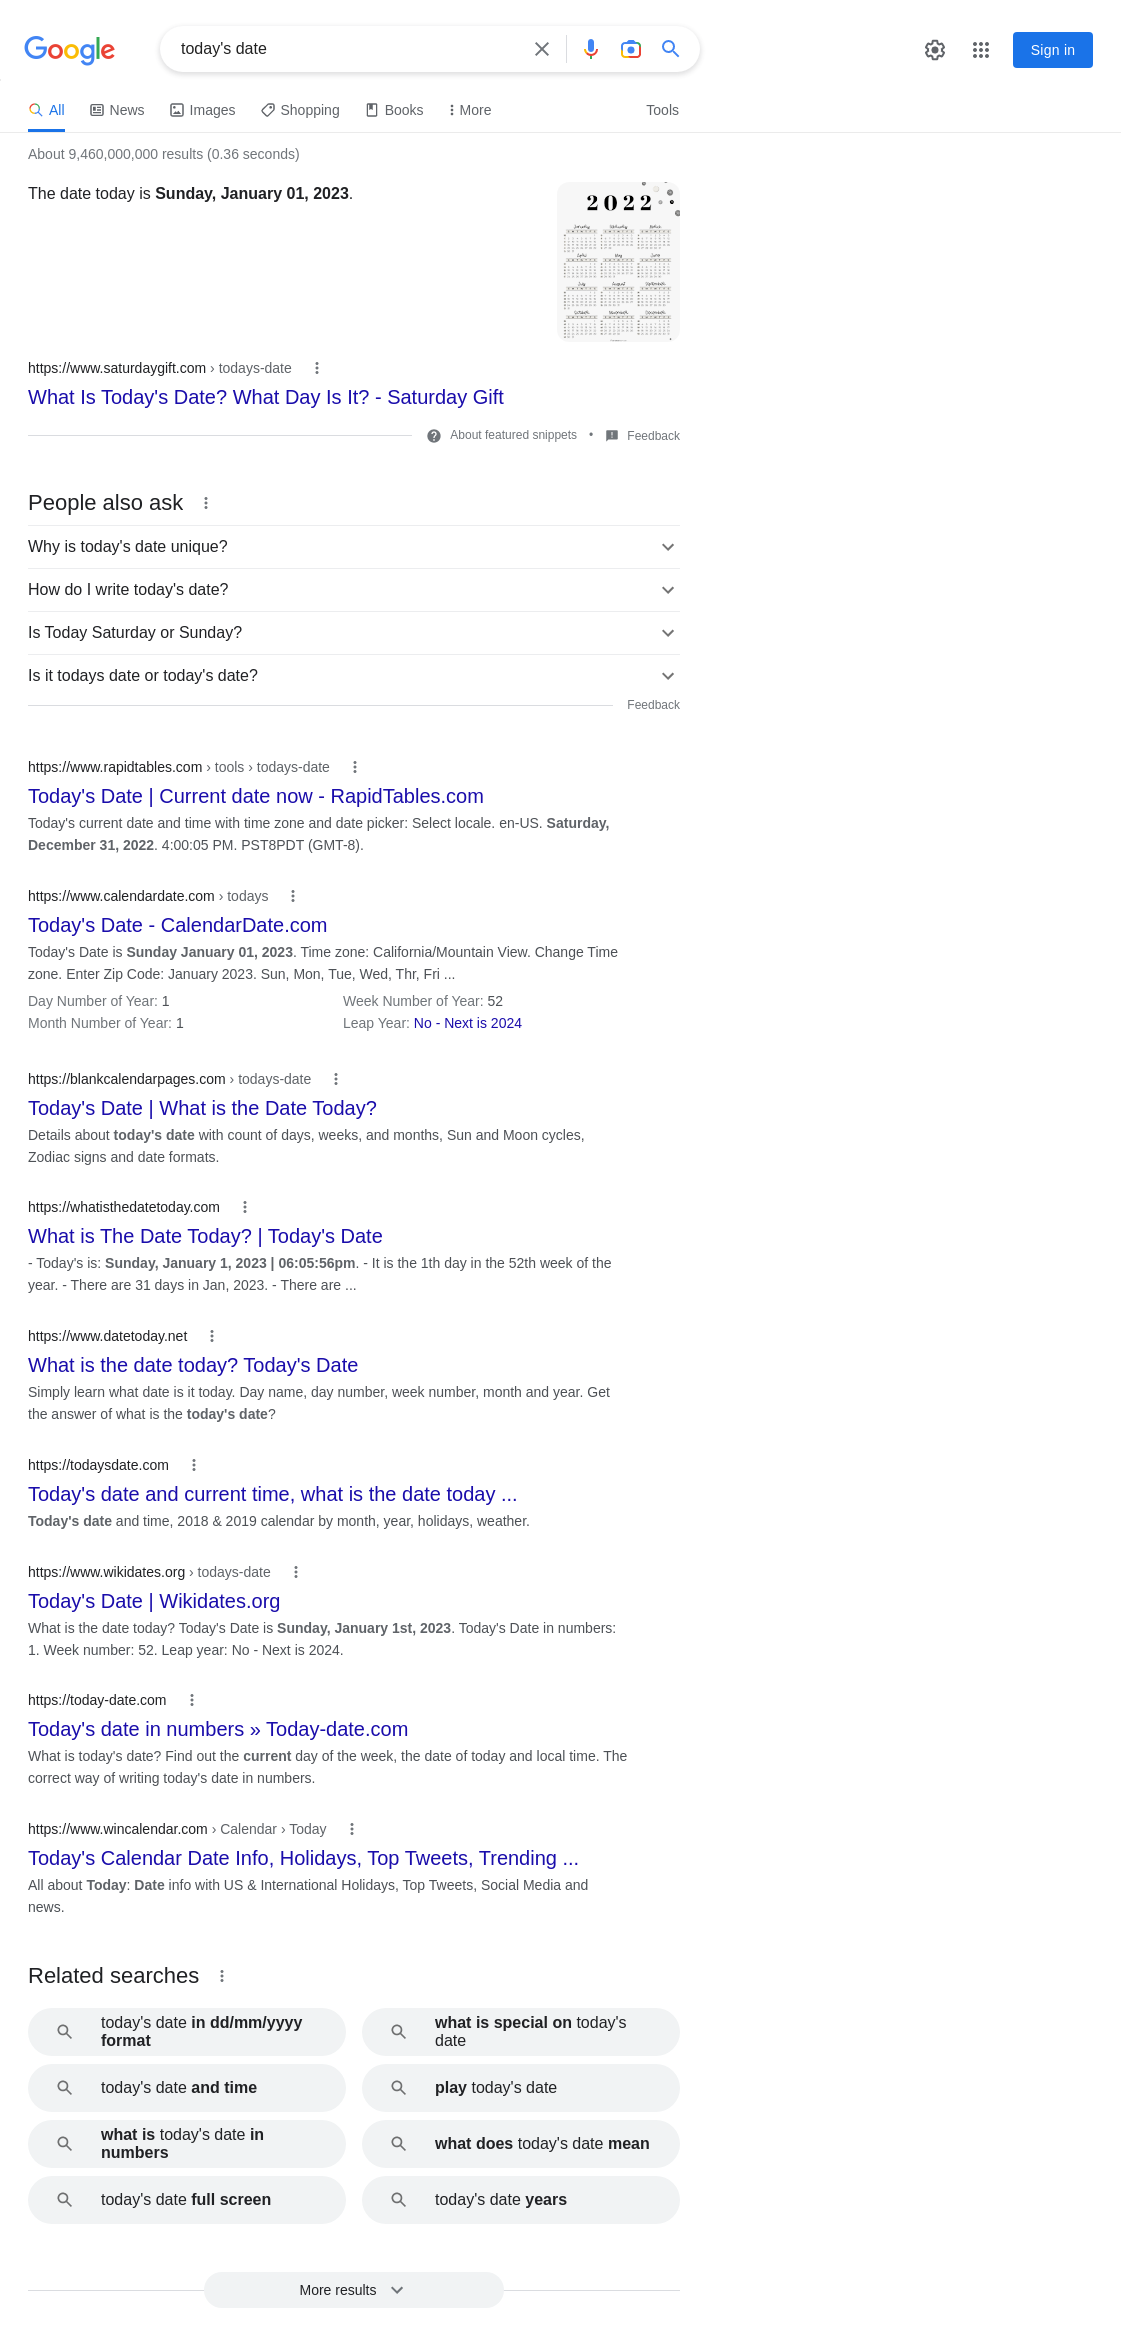 Google
today's date
Sign in
All
News
Images
Shopping
Books
More
Tools
About 9,460,000,000 results (0.36 seconds)
The date today is Sunday, January 01, 2023.
2022
https://www.saturdaygift.com › todays-date
What Is Today's Date? What Day Is It? - Saturday Gift
About featured snippets • Feedback
People also ask
Why is today's date unique?
How do I write today's date?
Is Today Saturday or Sunday?
Is it todays date or today's date?
Feedback
https://www.rapidtables.com › tools › todays-date
Today's Date | Current date now - RapidTables.com
Today's current date and time with time zone and date picker: Select locale. en-US. Saturday,
December 31, 2022. 4:00:05 PM. PST8PDT (GMT-8).
https://www.calendardate.com › todays
Today's Date - CalendarDate.com
Today's Date is Sunday January 01, 2023. Time zone: California/Mountain View. Change Time
zone. Enter Zip Code: January 2023. Sun, Mon, Tue, Wed, Thr, Fri ...
Day Number of Year: 1
Week Number of Year: 52
Month Number of Year: 1
Leap Year: No - Next is 2024
https://blankcalendarpages.com › todays-date
Today's Date | What is the Date Today?
Details about today's date with count of days, weeks, and months, Sun and Moon cycles,
Zodiac signs and date formats.
https://whatisthedatetoday.com
What is The Date Today? | Today's Date
- Today's is: Sunday, January 1, 2023 | 06:05:56pm. - It is the 1th day in the 52th week of the
year. - There are 31 days in Jan, 2023. - There are ...
https://www.datetoday.net
What is the date today? Today's Date
Simply learn what date is it today. Day name, day number, week number, month and year. Get
the answer of what is the today's date?
https://todaysdate.com
Today's date and current time, what is the date today ...
Today's date and time, 2018 & 2019 calendar by month, year, holidays, weather.
https://www.wikidates.org › todays-date
Today's Date | Wikidates.org
What is the date today? Today's Date is Sunday, January 1st, 2023. Today's Date in numbers:
1. Week number: 52. Leap year: No - Next is 2024.
https://today-date.com
Today's date in numbers » Today-date.com
What is today's date? Find out the current day of the week, the date of today and local time. The
correct way of writing today's date in numbers.
https://www.wincalendar.com › Calendar › Today
Today's Calendar Date Info, Holidays, Top Tweets, Trending ...
All about Today: Date info with US & International Holidays, Top Tweets, Social Media and
news.
Related searches
today's date in dd/mm/yyyy
format
what is special on today's
date
today's date and time
play today's date
what is today's date in
numbers
what does today's date mean
today's date full screen
today's date years
More results